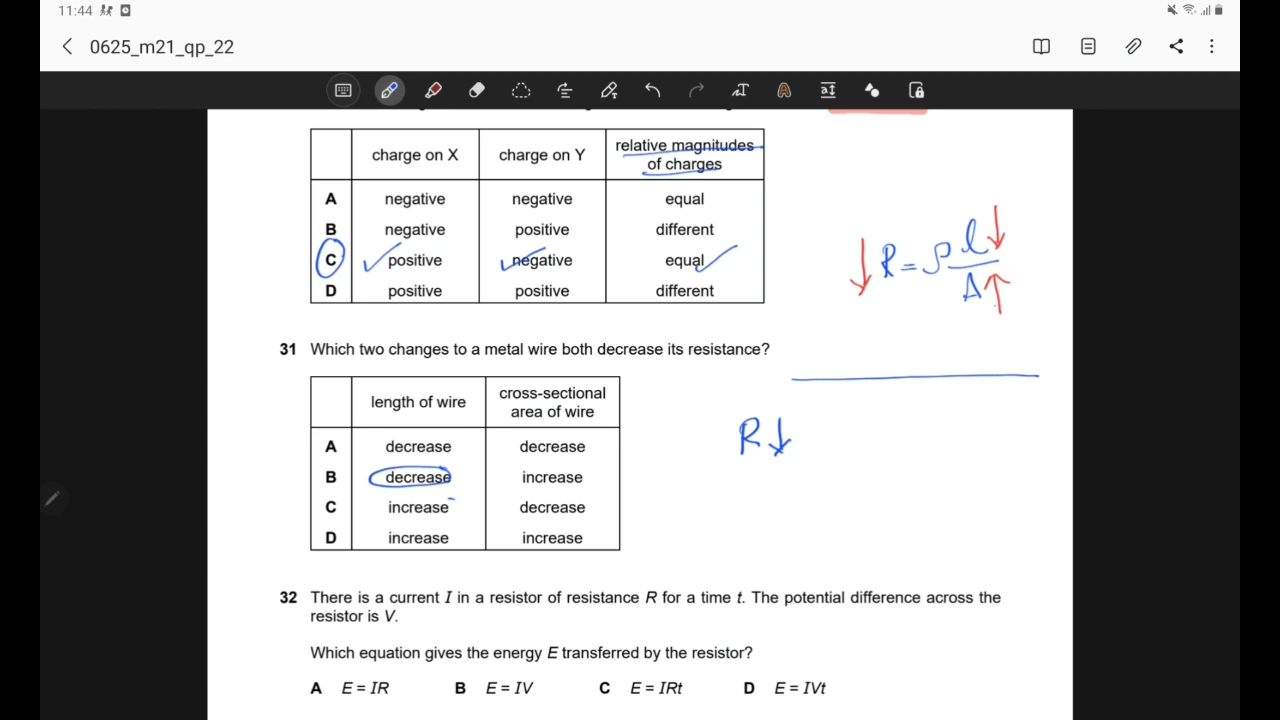 11:44
0625_m21_qp_22
charge on X charge on Y relative magnitudes of charges
A negative negative equal
B negative positive different
C positive negative equal
D positive positive different
R = ρ l / A
31 Which two changes to a metal wire both decrease its resistance?
length of wire cross-sectional area of wire
A decrease decrease
B decrease increase
C increase decrease
D increase increase
R↓
32 There is a current I in a resistor of resistance R for a time t. The potential difference across the
resistor is V.
Which equation gives the energy E transferred by the resistor?
A E = IR B E = IV C E = IRt D E = IVt